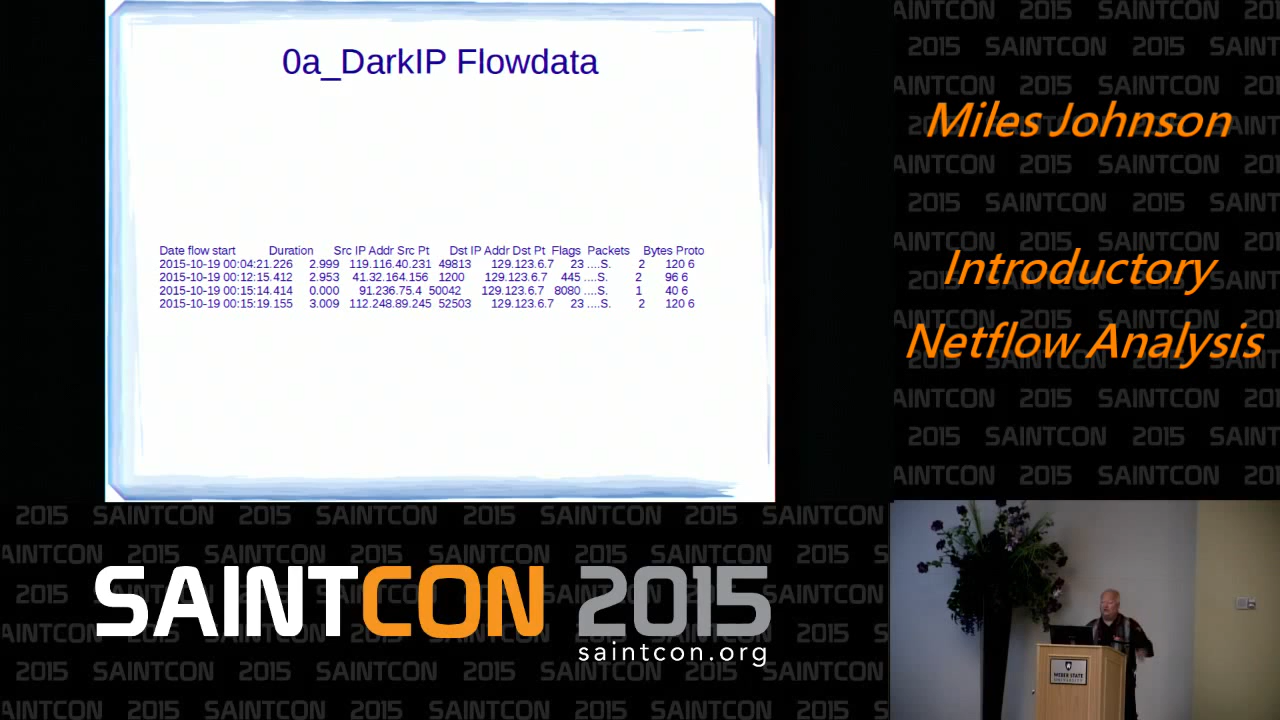 0a_DarkIP Flowdata
Date flow start Duration Src IP Addr Src Pt Dst IP Addr Dst Pt Flags Packets Bytes Proto
2015-10-19 00:04:21.226 2.999 119.116.40.231 49813 129.123.6.7 23 ....S. 2 120 6
2015-10-19 00:12:15.412 2.953 41.32.164.156 1200 129.123.6.7 445 ....S. 2 96 6
2015-10-19 00:15:14.414 0.000 91.236.75.4 50042 129.123.6.7 8080 ....S. 1 40 6
2015-10-19 00:15:19.155 3.009 112.248.89.245 52503 129.123.6.7 23 ....S. 2 120 6
Miles Johnson
Introductory
Netflow Analysis
SAINTCON 2015
saintcon.org
WEBER STATE
UNIVERSITY